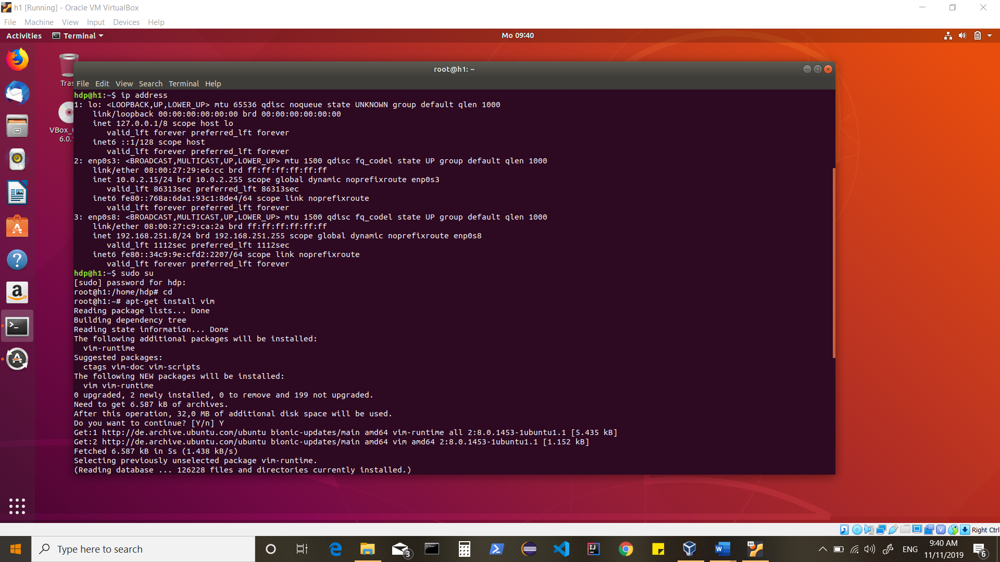 h1 [Running] - Oracle VM VirtualBox
File Machine View Input Devices Help
Activities Terminal Mo 09:40
root@h1: ~
File Edit View Search Terminal Help
hdp@h1:~$ ip address
1: lo: <LOOPBACK,UP,LOWER_UP> mtu 65536 qdisc noqueue state UNKNOWN group default qlen 1000
link/loopback 00:00:00:00:00:00 brd 00:00:00:00:00:00
inet 127.0.0.1/8 scope host lo
valid_lft forever preferred_lft forever
inet6 ::1/128 scope host
valid_lft forever preferred_lft forever
2: enp0s3: <BROADCAST,MULTICAST,UP,LOWER_UP> mtu 1500 qdisc fq_codel state UP group default qlen 1000
link/ether 08:00:27:29:e6:cc brd ff:ff:ff:ff:ff:ff
inet 10.0.2.15/24 brd 10.0.2.255 scope global dynamic noprefixroute enp0s3
valid_lft 86313sec preferred_lft 86313sec
inet6 fe80::768a:6da1:93c1:8de4/64 scope link noprefixroute
valid_lft forever preferred_lft forever
3: enp0s8: <BROADCAST,MULTICAST,UP,LOWER_UP> mtu 1500 qdisc fq_codel state UP group default qlen 1000
link/ether 08:00:27:c9:ca:2a brd ff:ff:ff:ff:ff:ff
inet 192.168.251.8/24 brd 192.168.251.255 scope global dynamic noprefixroute enp0s8
valid_lft 1112sec preferred_lft 1112sec
inet6 fe80::34c9:9e:cfd2:2207/64 scope link noprefixroute
valid_lft forever preferred_lft forever
hdp@h1:~$ sudo su
[sudo] password for hdp:
root@h1:/home/hdp# cd
root@h1:~# apt-get install vim
Reading package lists... Done
Building dependency tree
Reading state information... Done
The following additional packages will be installed:
vim-runtime
Suggested packages:
ctags vim-doc vim-scripts
The following NEW packages will be installed:
vim vim-runtime
0 upgraded, 2 newly installed, 0 to remove and 199 not upgraded.
Need to get 6.587 kB of archives.
After this operation, 32,0 MB of additional disk space will be used.
Do you want to continue? [Y/n] Y
Get:1 http://de.archive.ubuntu.com/ubuntu bionic-updates/main amd64 vim-runtime all 2:8.0.1453-1ubuntu1.1 [5.435 kB]
Get:2 http://de.archive.ubuntu.com/ubuntu bionic-updates/main amd64 vim amd64 2:8.0.1453-1ubuntu1.1 [1.152 kB]
Fetched 6.587 kB in 5s (1.438 kB/s)
Selecting previously unselected package vim-runtime.
(Reading database ... 126228 files and directories currently installed.)
Tras
VBox_
6.0.
Right Ctrl
Type here to search
3
ENG
9:40 AM
11/11/2019
6